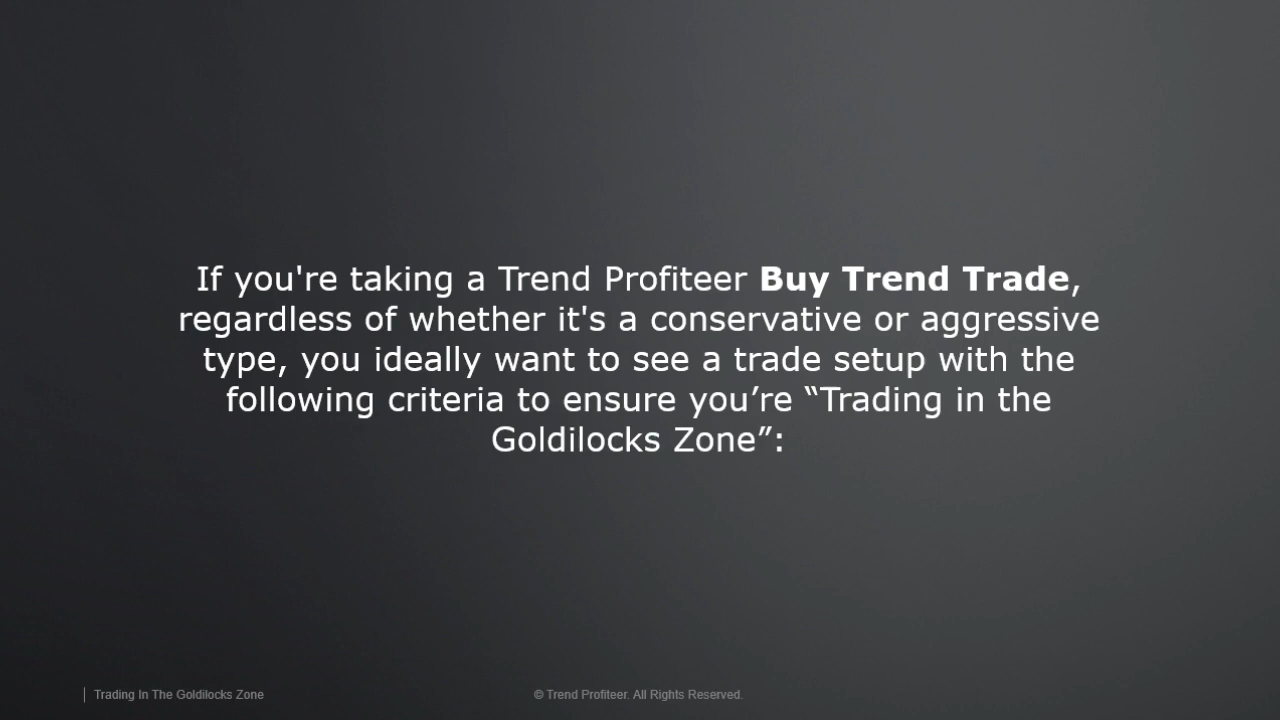 If you're taking a Trend Profiteer Buy Trend Trade,
regardless of whether it's a conservative or aggressive
type, you ideally want to see a trade setup with the
following criteria to ensure you’re “Trading in the
Goldilocks Zone”:
Trading In The Goldilocks Zone
© Trend Profiteer. All Rights Reserved.